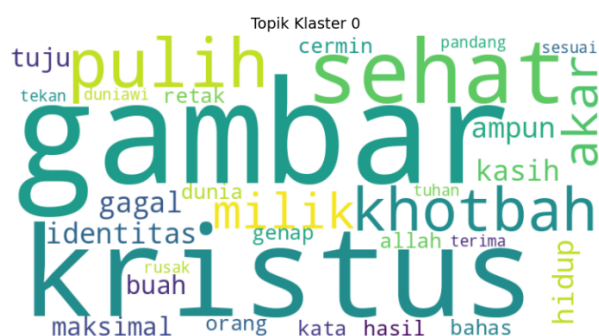 Topik Klaster 0
tuju pulih cermin pandang sesuai
sehat
tekan duniawi retak
gambar ampun akar
kasih
gagal dunia milik khotbah tuhan
identitas genap allah terima
kristus
rusak
buah hidup
maksimal orang kata hasil bahas